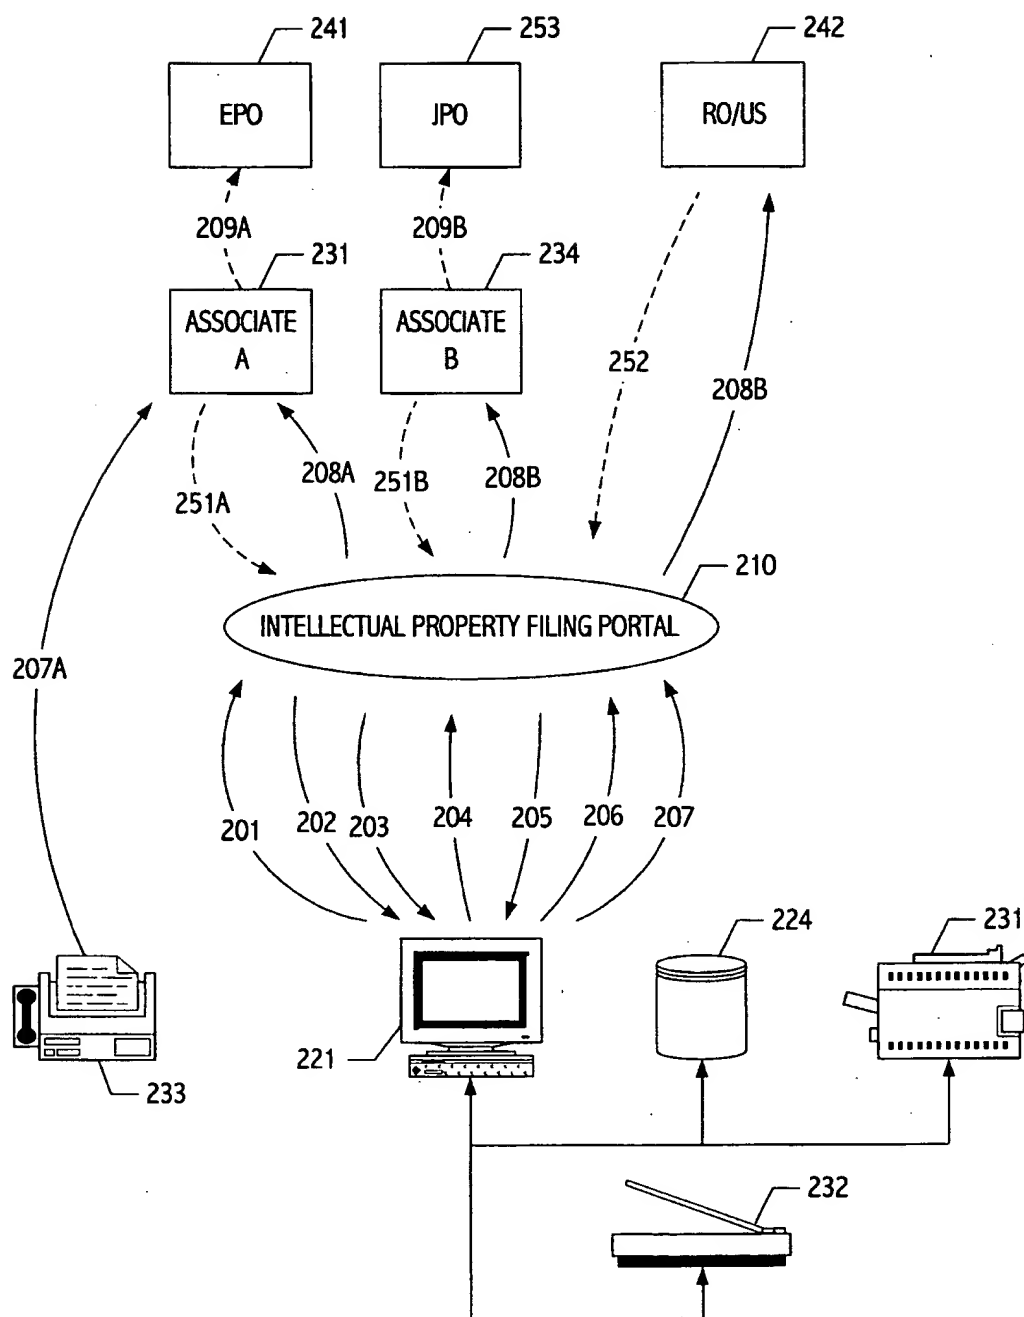 241
253
242
EPO
JPO
RO/US
209A
209B
231
234
ASSOCIATE
A
ASSOCIATE
B
252
208B
208A
251B
208B
251A
210
INTELLECTUAL PROPERTY FILING PORTAL
207A
201
202
203
204
205
206
207
224
231
221
233
232